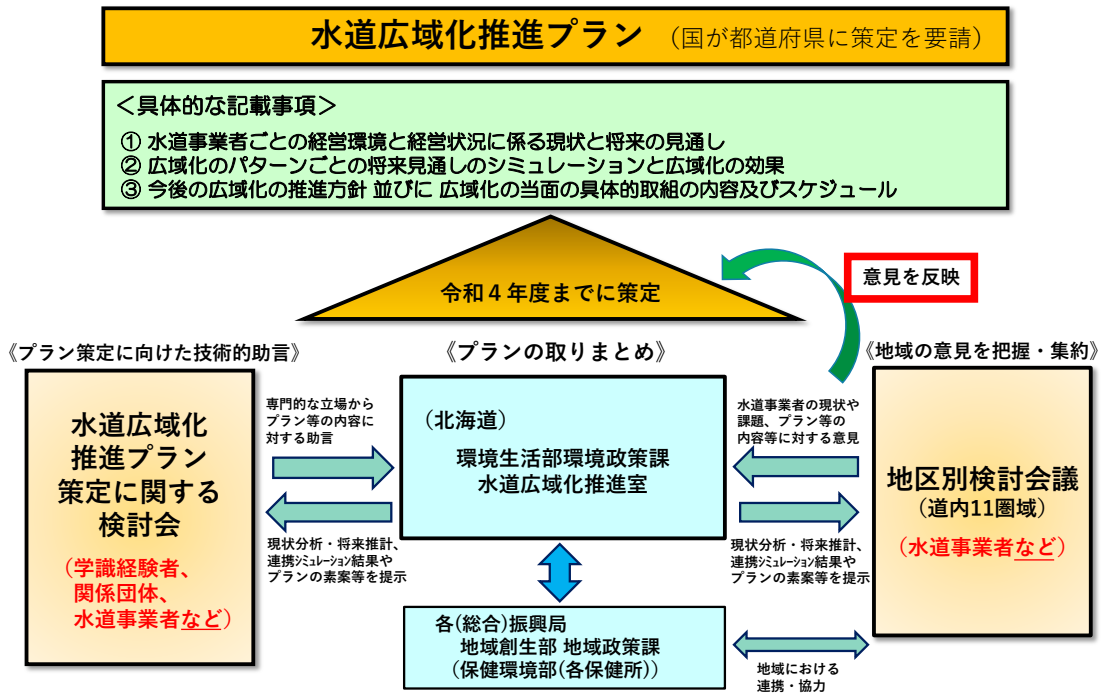 水道広域化推進プラン (国が都道府県に策定を要請)
＜具体的な記載事項＞
① 水道事業者ごとの経営環境と経営状況に係る現状と将来の見通し
② 広域化のパターンごとの将来見通しのシミュレーションと広域化の効果
③ 今後の広域化の推進方針 並びに 広域化の当面の具体的取組の内容及びスケジュール
令和４年度までに策定
意見を反映
《プラン策定に向けた技術的助言》
水道広域化
推進プラン
策定に関する
検討会
(学識経験者、
関係団体、
水道事業者など)
専門的な立場から
プラン等の内容に
対する助言
現状分析・将来推計、
連携ｼﾐｭﾚｰｼｮﾝ結果や
プランの素案等を提示
《プランの取りまとめ》
(北海道)
環境生活部環境政策課
水道広域化推進室
各(総合)振興局
地域創生部 地域政策課
(保健環境部(各保健所))
水道事業者の現状や
課題、プラン等の
内容等に対する意見
現状分析・将来推計、
連携ｼﾐｭﾚｰｼｮﾝ結果や
プランの素案等を提示
《地域の意見を把握・集約》
地区別検討会議
(道内11圏域)
(水道事業者など)
地域における
連携・協力